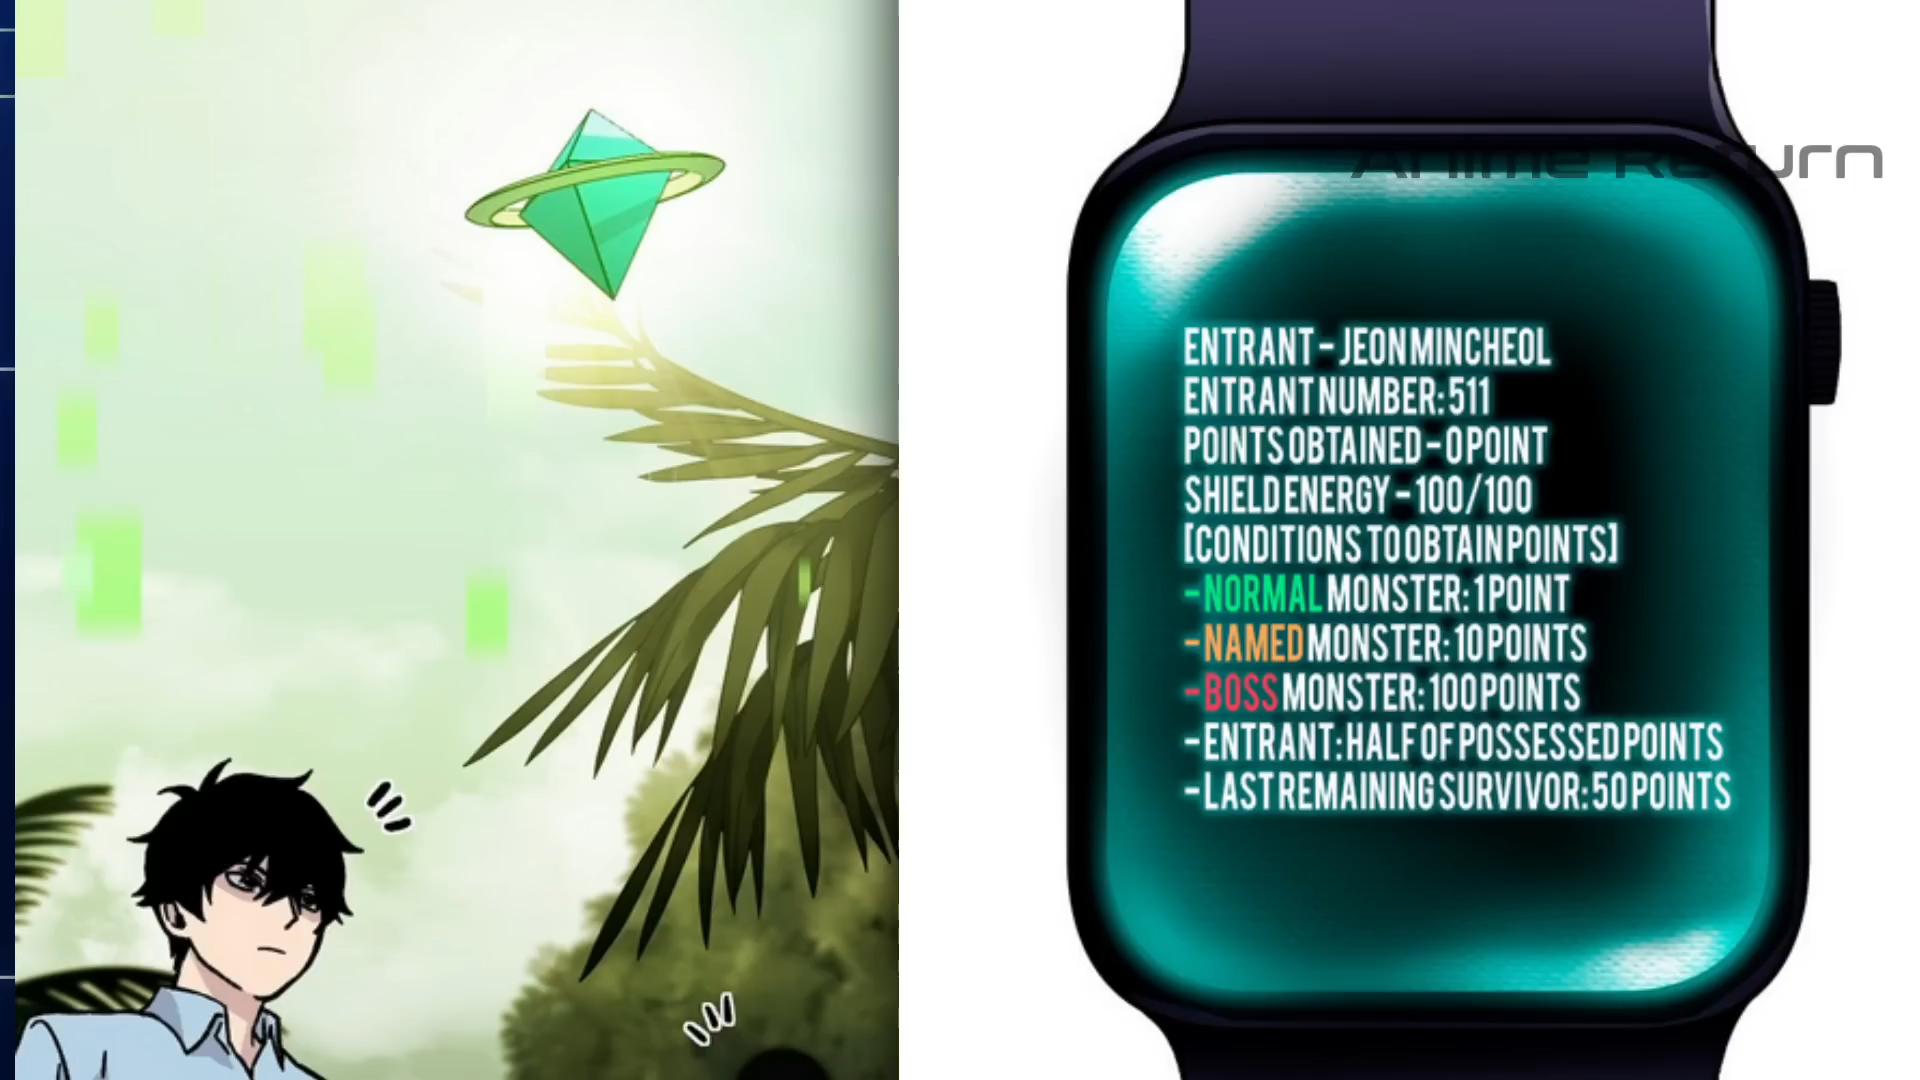 Anime Return
ENTRANT - JEON MINCHEOL
ENTRANT NUMBER: 511
POINTS OBTAINED - 0 POINT
SHIELD ENERGY - 100/100
[CONDITIONS TO OBTAIN POINTS]
- NORMAL MONSTER: 1 POINT
- NAMED MONSTER: 10 POINTS
- BOSS MONSTER: 100 POINTS
- ENTRANT: HALF OF POSSESSED POINTS
- LAST REMAINING SURVIVOR: 50 POINTS